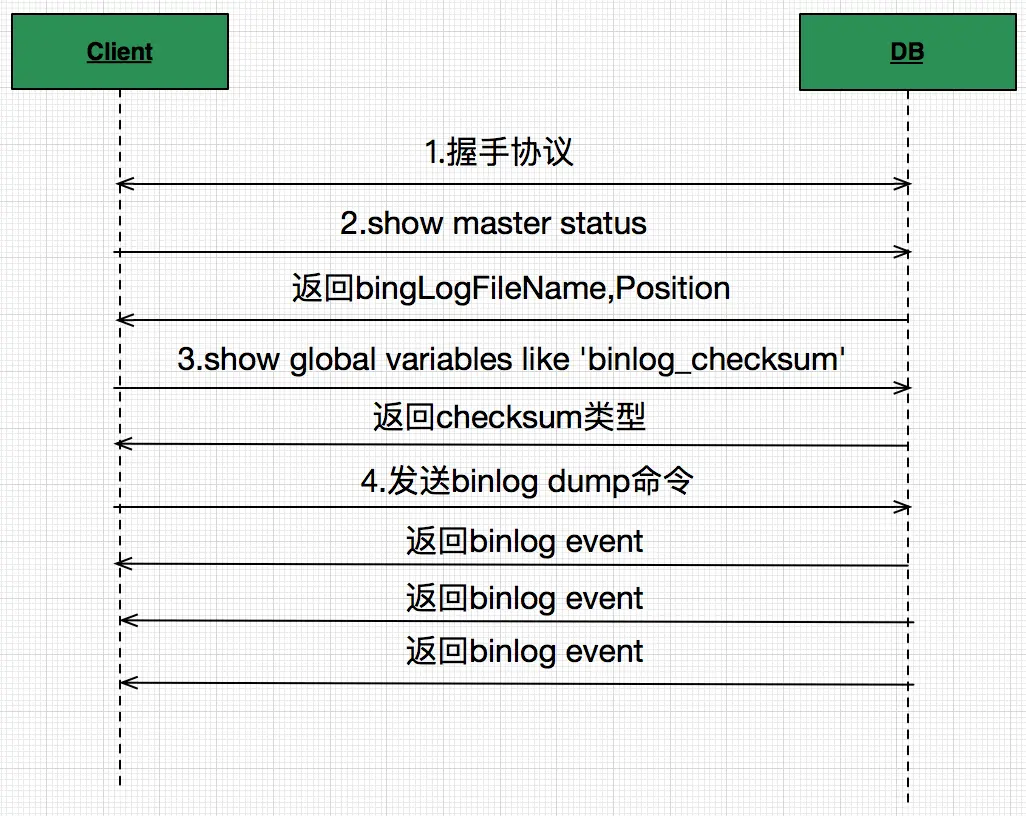 Client
DB
1.握手协议
2.show master status
返回bingLogFileName,Position
3.show global variables like 'binlog_checksum'
返回checksum类型
4.发送binlog dump命令
返回binlog event
返回binlog event
返回binlog event